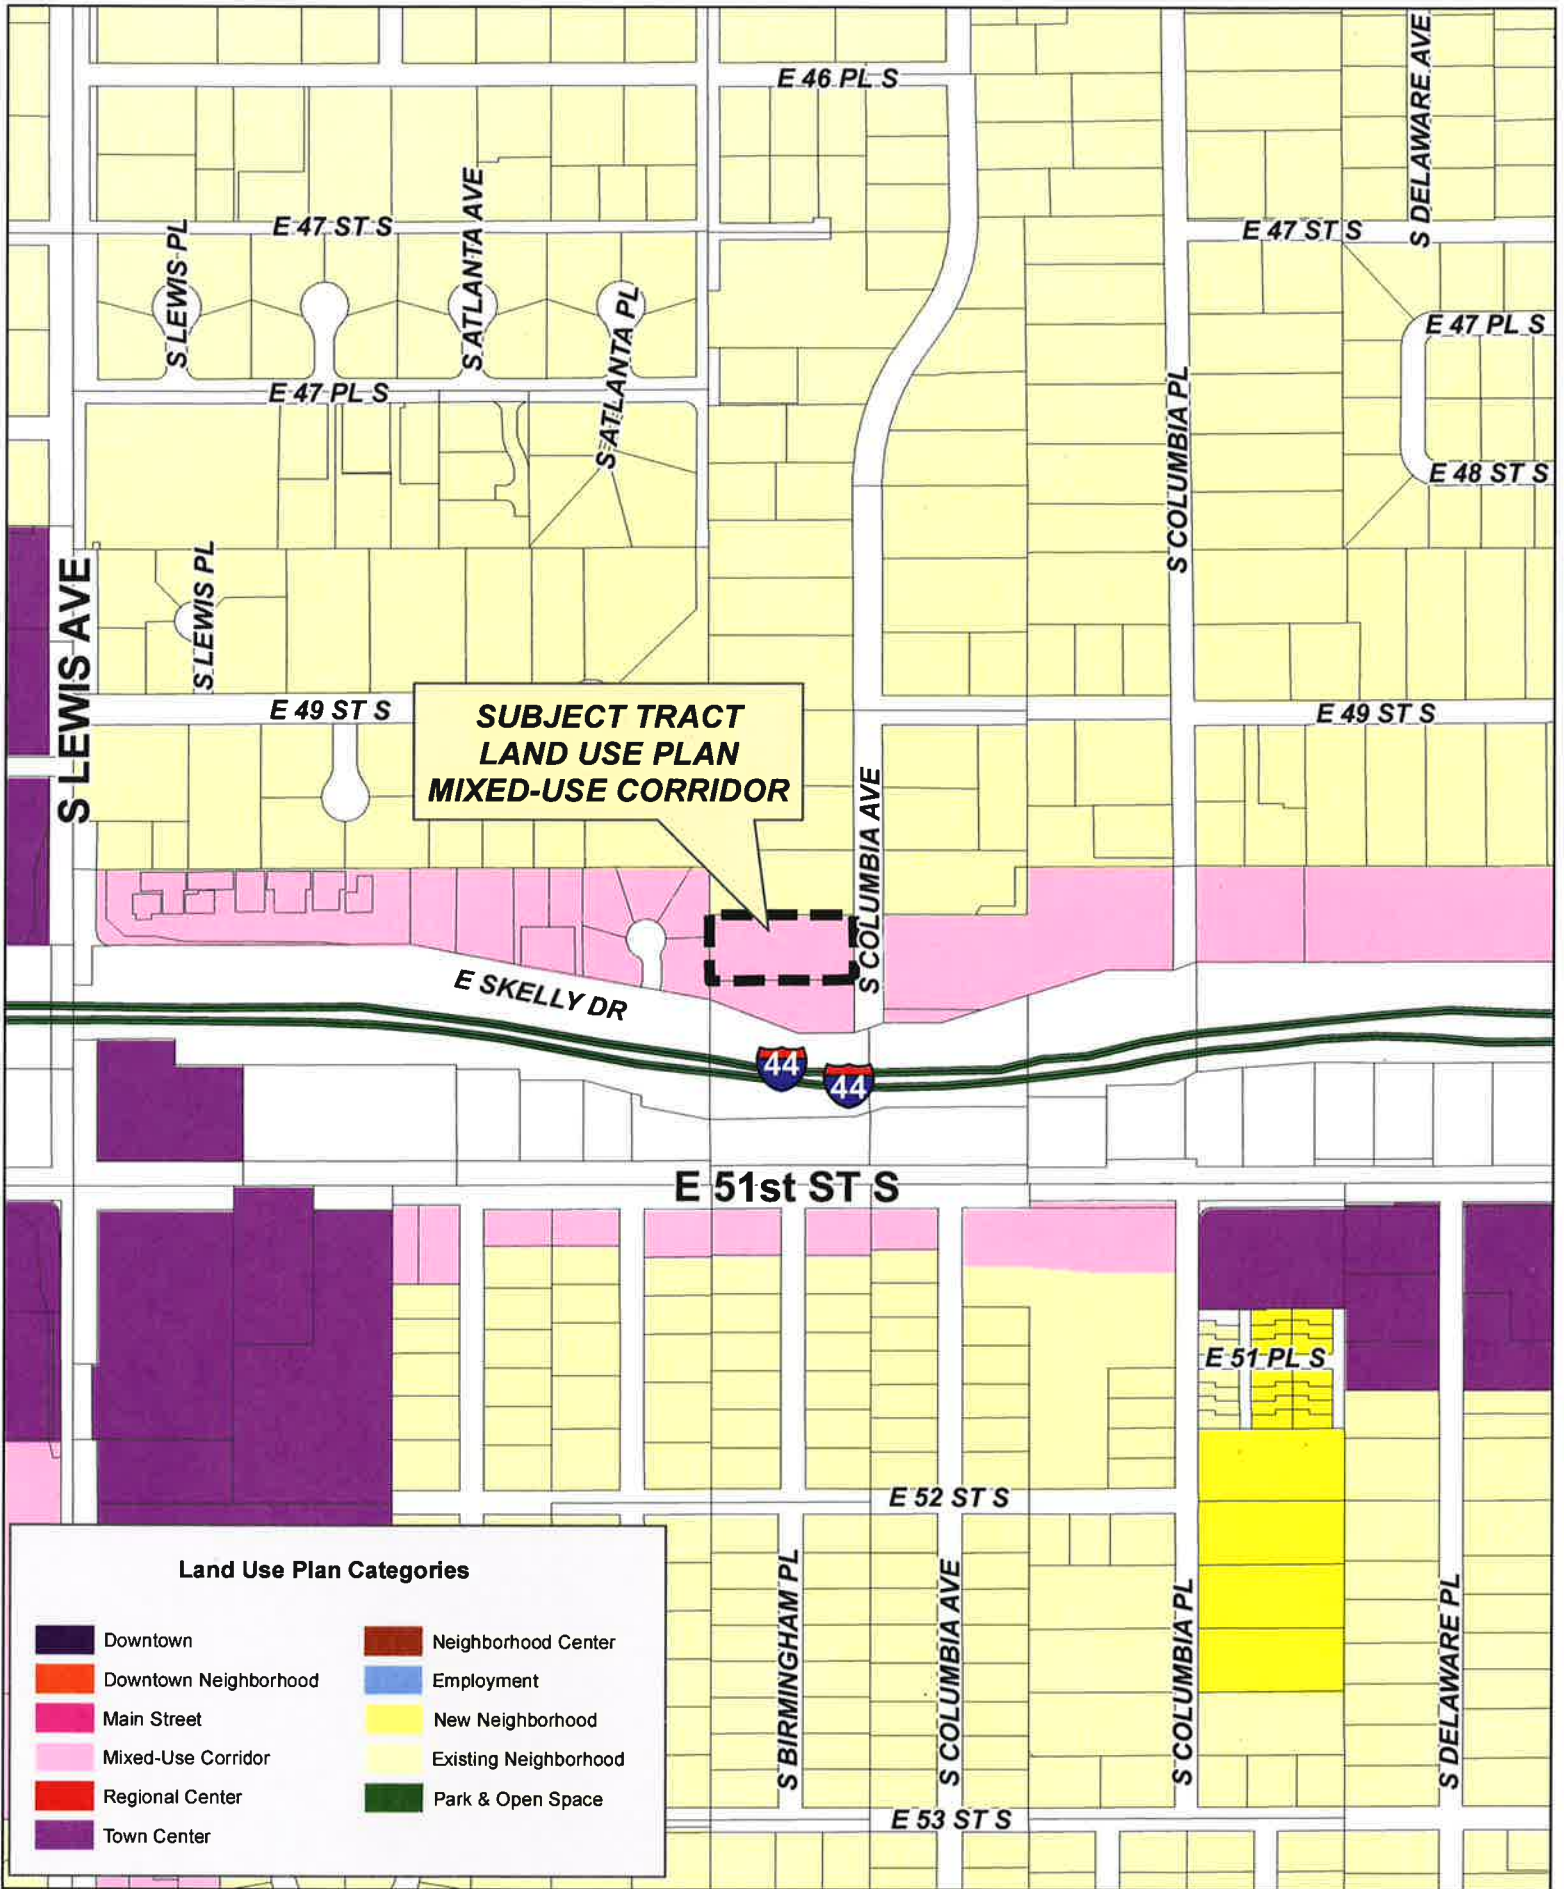 E 46 PL S
S DELAWARE AVE
E 47 ST S
E 47 ST S
S LEWIS PL
S ATLANTA AVE
S ATLANTA PL
E 47 PL S
E 47 PL S
S COLUMBIA PL
E 48 ST S
S LEWIS AVE
S LEWIS PL
E 49 ST S
E 49 ST S
SUBJECT TRACT
LAND USE PLAN
MIXED-USE CORRIDOR
S COLUMBIA AVE
E SKELLY DR
44
44
E 51st ST S
E 51 PL S
E 52 ST S
S BIRMINGHAM PL
S COLUMBIA AVE
S COLUMBIA PL
S DELAWARE PL
E 53 ST S
Land Use Plan Categories
Downtown
Downtown Neighborhood
Main Street
Mixed-Use Corridor
Regional Center
Town Center
Neighborhood Center
Employment
New Neighborhood
Existing Neighborhood
Park & Open Space